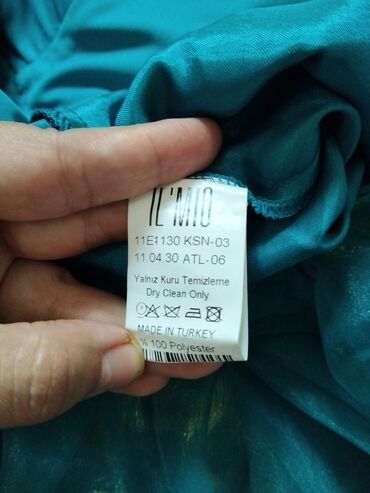 IL'MIO
11E1130 KSN-03
11.04.30 ATL-06
Yalnız Kuru Temizleme
Dry Clean Only
MADE IN TURKEY
% 100 Polyester